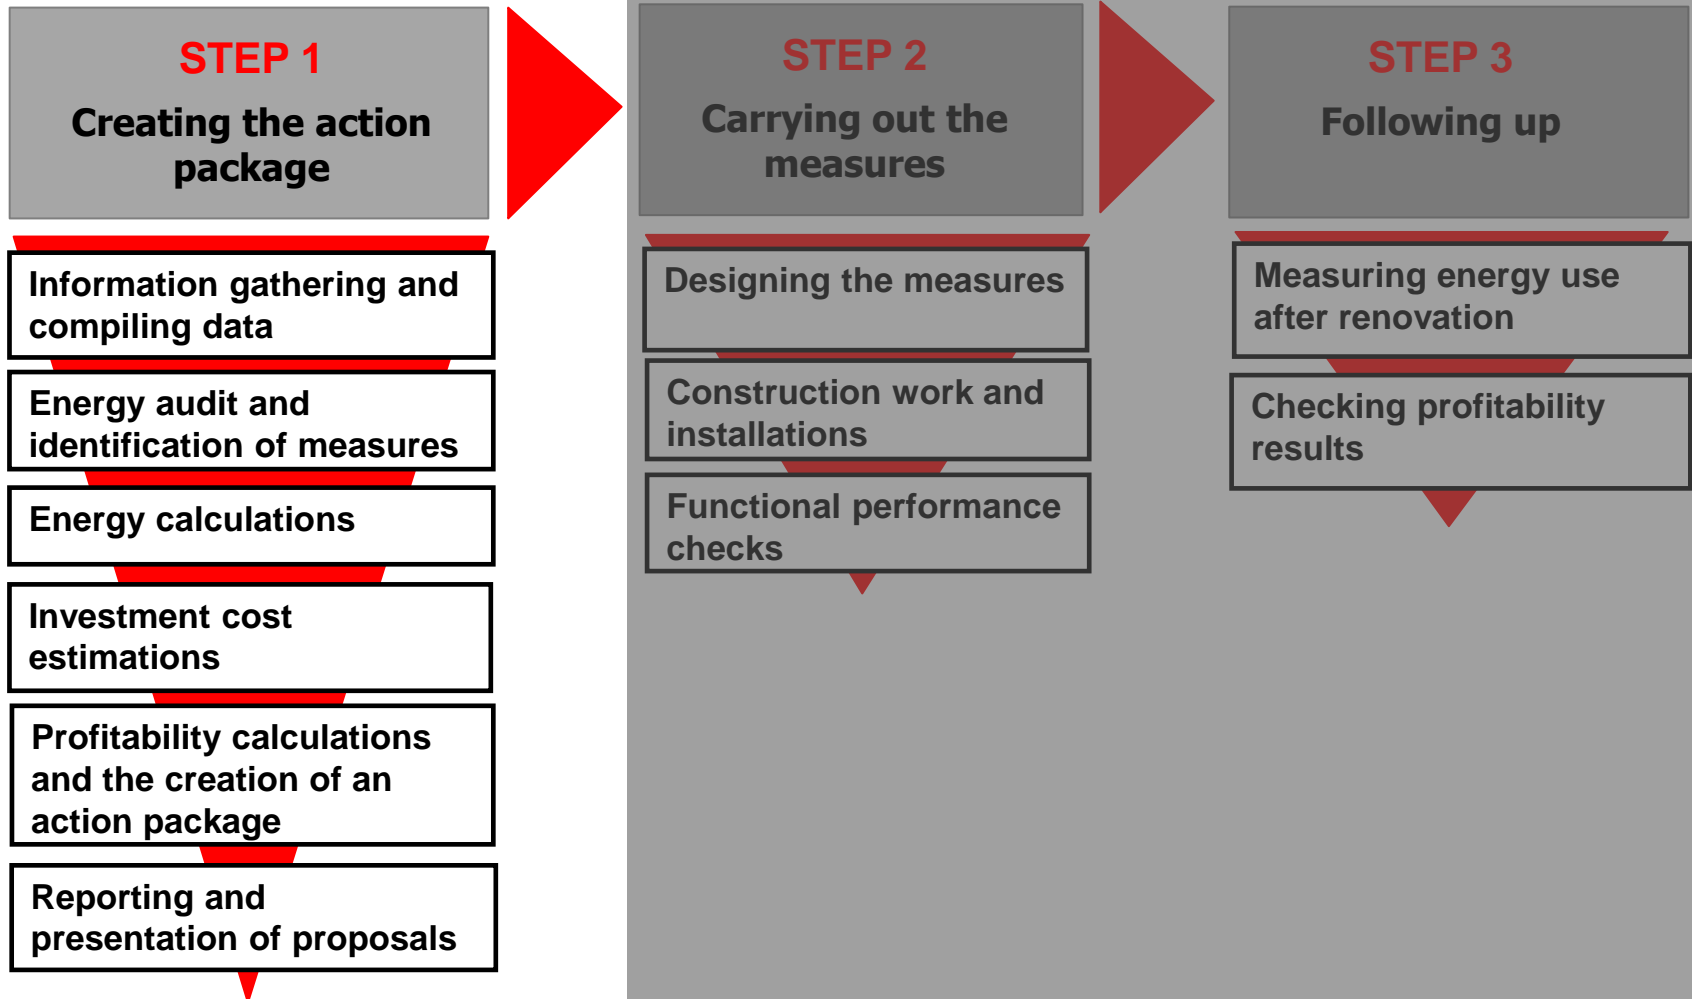 STEP 1
Creating the action
package
Information gathering and
compiling data
Energy audit and
identification of measures
Energy calculations
Investment cost
estimations
Profitability calculations
and the creation of an
action package
Reporting and
presentation of proposals
STEP 2
Carrying out the
measures
Designing the measures
Construction work and
installations
Functional performance
checks
STEP 3
Following up
Measuring energy use
after renovation
Checking profitability
results